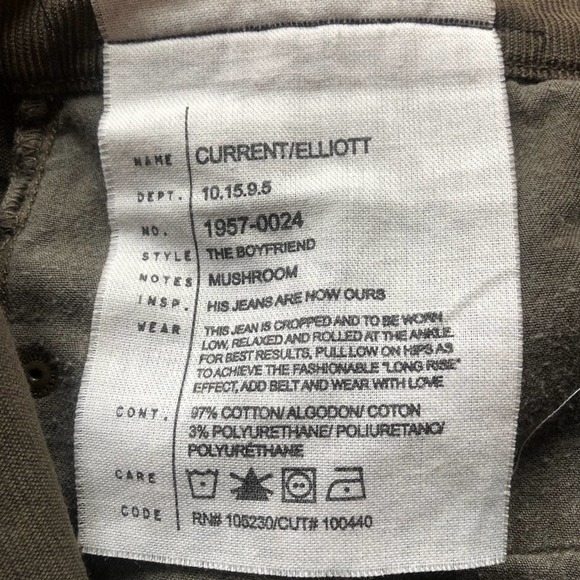 NAME CURRENT/ELLIOTT
DEPT. 10.15.9.5
NO. 1957-0024
STYLE THE BOYFRIEND
NOTES MUSHROOM
INSP. HIS JEANS ARE NOW OURS
WEAR THIS JEAN IS CROPPED AND TO BE WORN
LOW, RELAXED AND ROLLED AT THE ANKLE.
FOR BEST RESULTS, PULL LOW ON HIPS AS
TO ACHIEVE THE FASHIONABLE "LONG RISE"
EFFECT, ADD BELT AND WEAR WITH LOVE
CONT. 97% COTTON/ ALGODON/ COTON
3% POLYURETHANE/ POLIURETANO/
POLYURÉTHANE
CARE
CODE RN# 105230/CUT# 100440